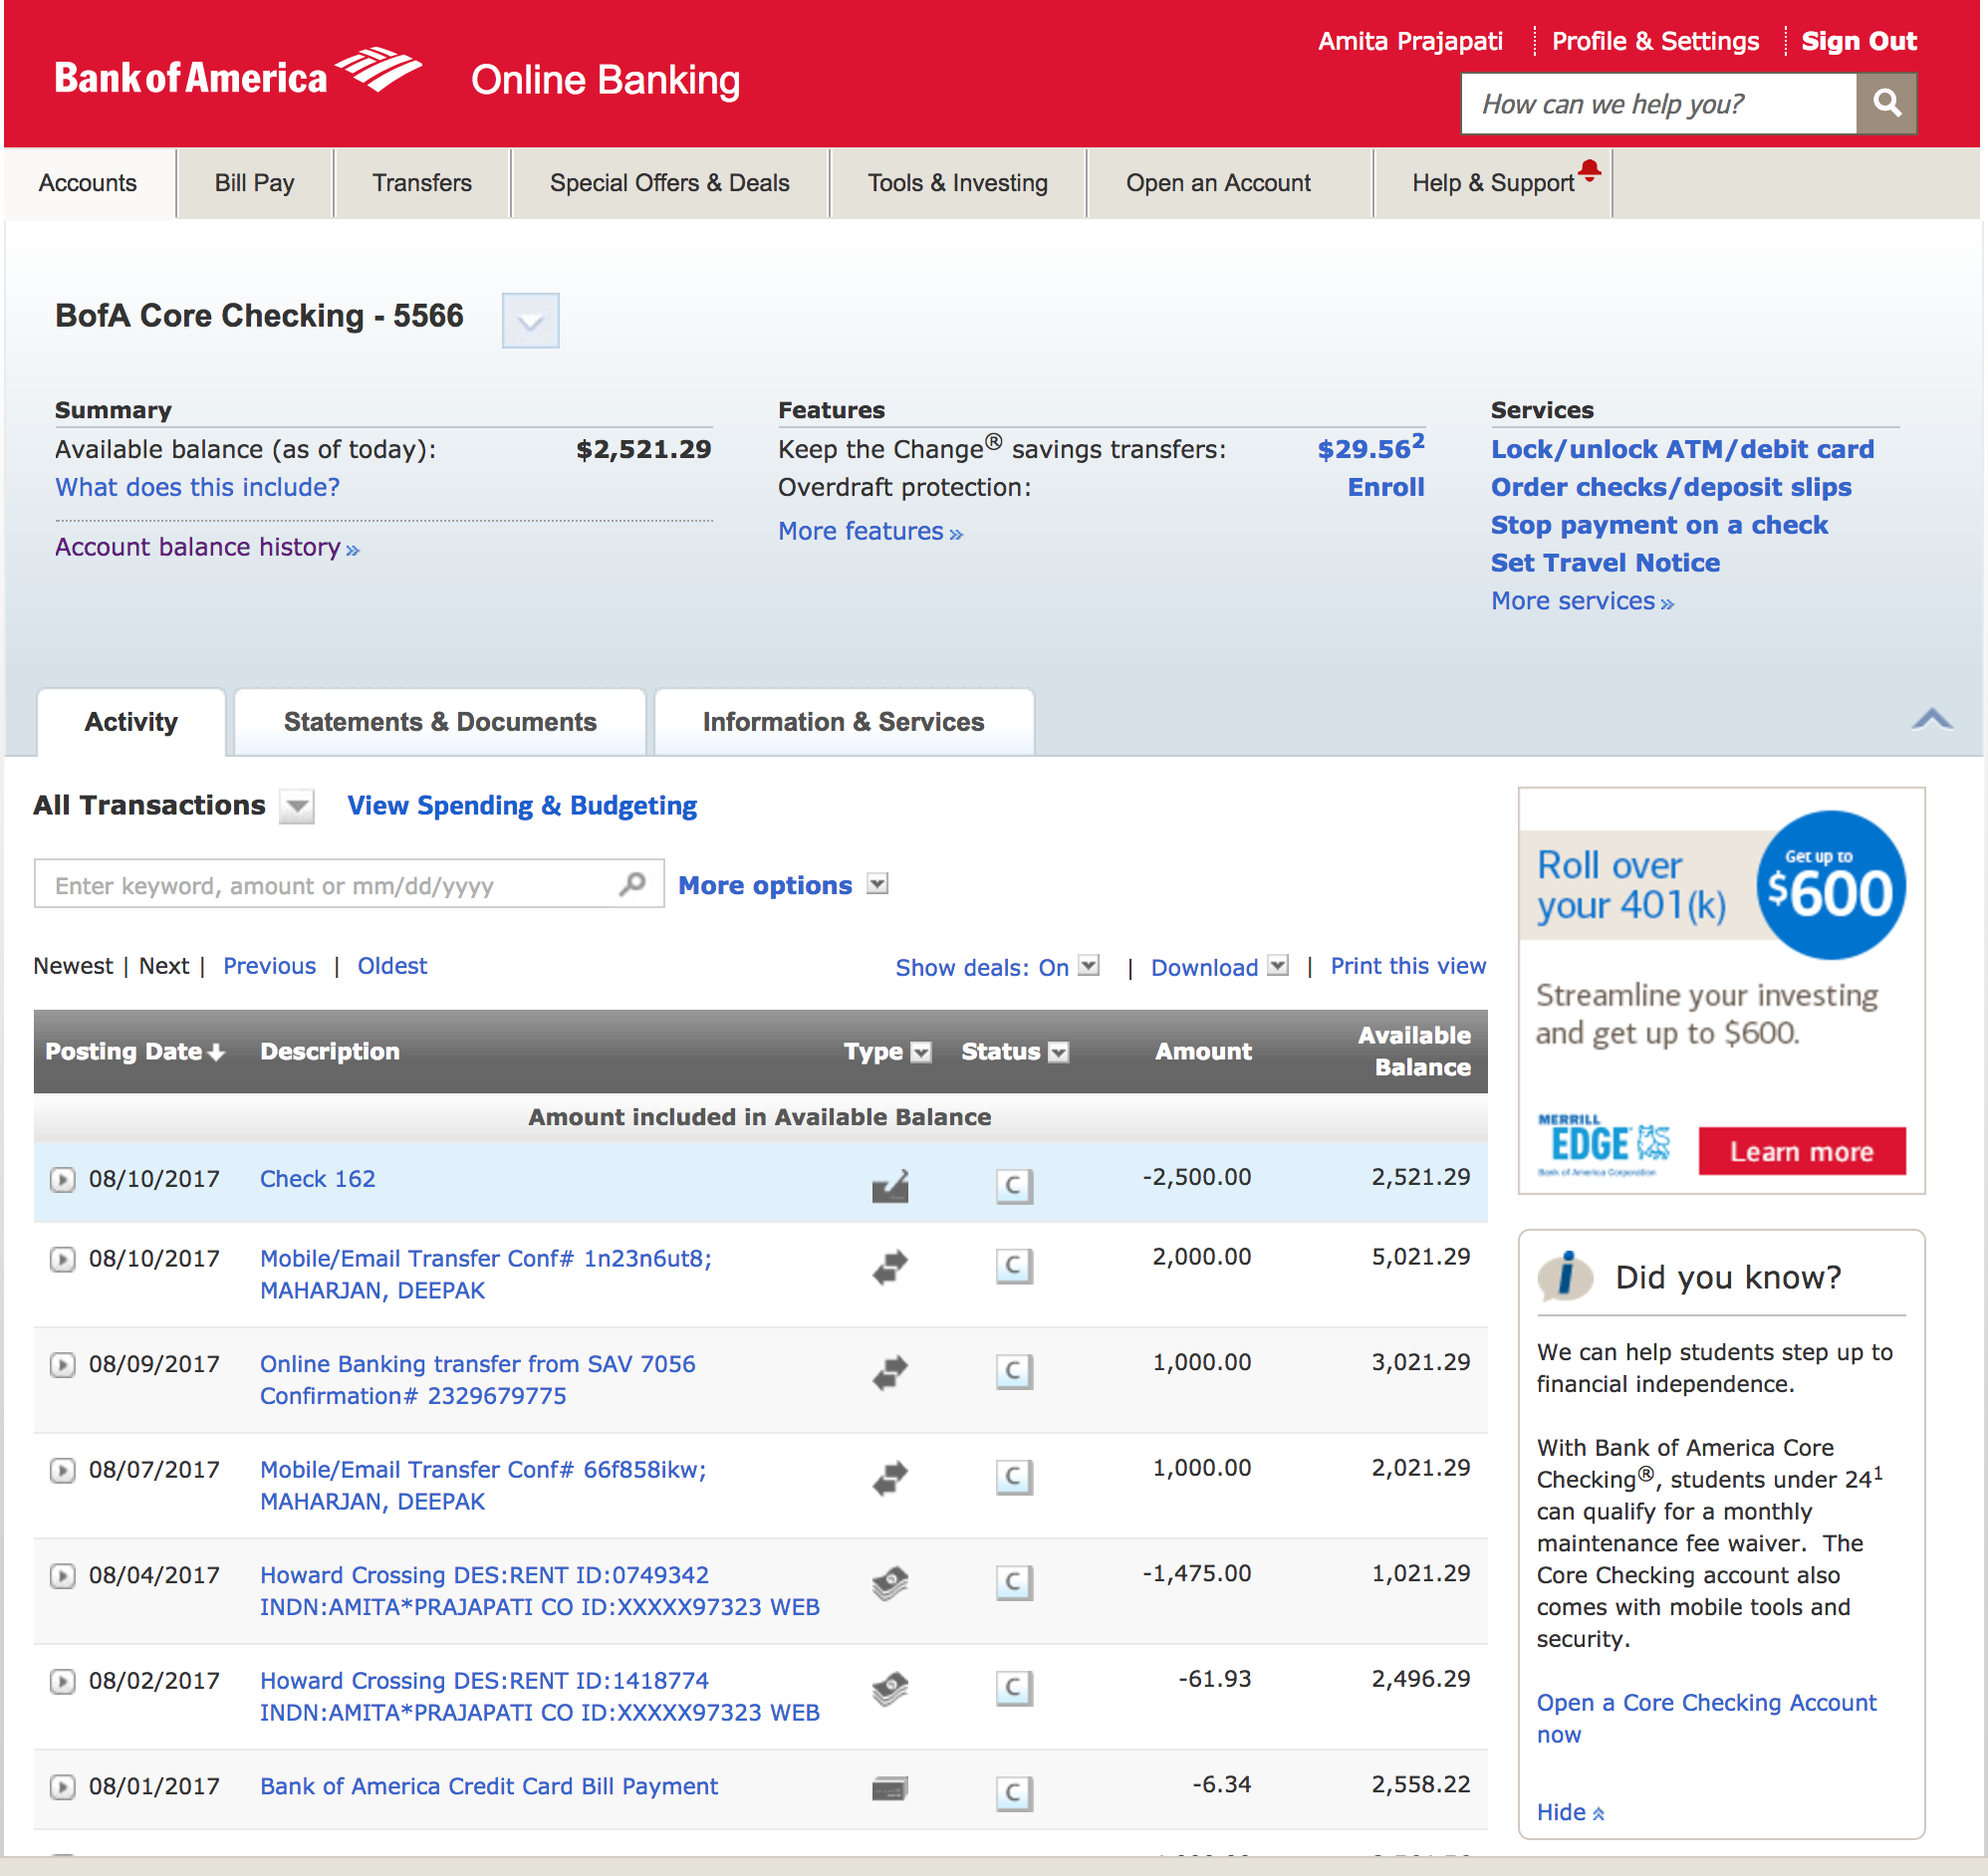 Amita Prajapati Profile & Settings Sign Out
Bank of America Online Banking
How can we help you?
Accounts Bill Pay Transfers Special Offers & Deals Tools & Investing Open an Account Help & Support
BofA Core Checking - 5566
Summary
Available balance (as of today): $2,521.29
What does this include?
Account balance history »
Features
Keep the Change® savings transfers: $29.56²
Overdraft protection: Enroll
More features »
Services
Lock/unlock ATM/debit card
Order checks/deposit slips
Stop payment on a check
Set Travel Notice
More services »
Activity Statements & Documents Information & Services
All Transactions View Spending & Budgeting
Enter keyword, amount or mm/dd/yyyy More options
Newest | Next | Previous | Oldest Show deals: On | Download | Print this view
Posting Date Description Type Status Amount Available Balance
Amount included in Available Balance
08/10/2017 Check 162 C -2,500.00 2,521.29
08/10/2017 Mobile/Email Transfer Conf# 1n23n6ut8; C 2,000.00 5,021.29
MAHARJAN, DEEPAK
08/09/2017 Online Banking transfer from SAV 7056 C 1,000.00 3,021.29
Confirmation# 2329679775
08/07/2017 Mobile/Email Transfer Conf# 66f858ikw; C 1,000.00 2,021.29
MAHARJAN, DEEPAK
08/04/2017 Howard Crossing DES:RENT ID:0749342 C -1,475.00 1,021.29
INDN:AMITA*PRAJAPATI CO ID:XXXXX97323 WEB
08/02/2017 Howard Crossing DES:RENT ID:1418774 C -61.93 2,496.29
INDN:AMITA*PRAJAPATI CO ID:XXXXX97323 WEB
08/01/2017 Bank of America Credit Card Bill Payment C -6.34 2,558.22
Roll over
your 401(k)
Get up to
$600
Streamline your investing
and get up to $600.
MERRILL
EDGE
Bank of America Corporation
Learn more
Did you know?
We can help students step up to
financial independence.
With Bank of America Core
Checking®, students under 24¹
can qualify for a monthly
maintenance fee waiver. The
Core Checking account also
comes with mobile tools and
security.
Open a Core Checking Account
now
Hide